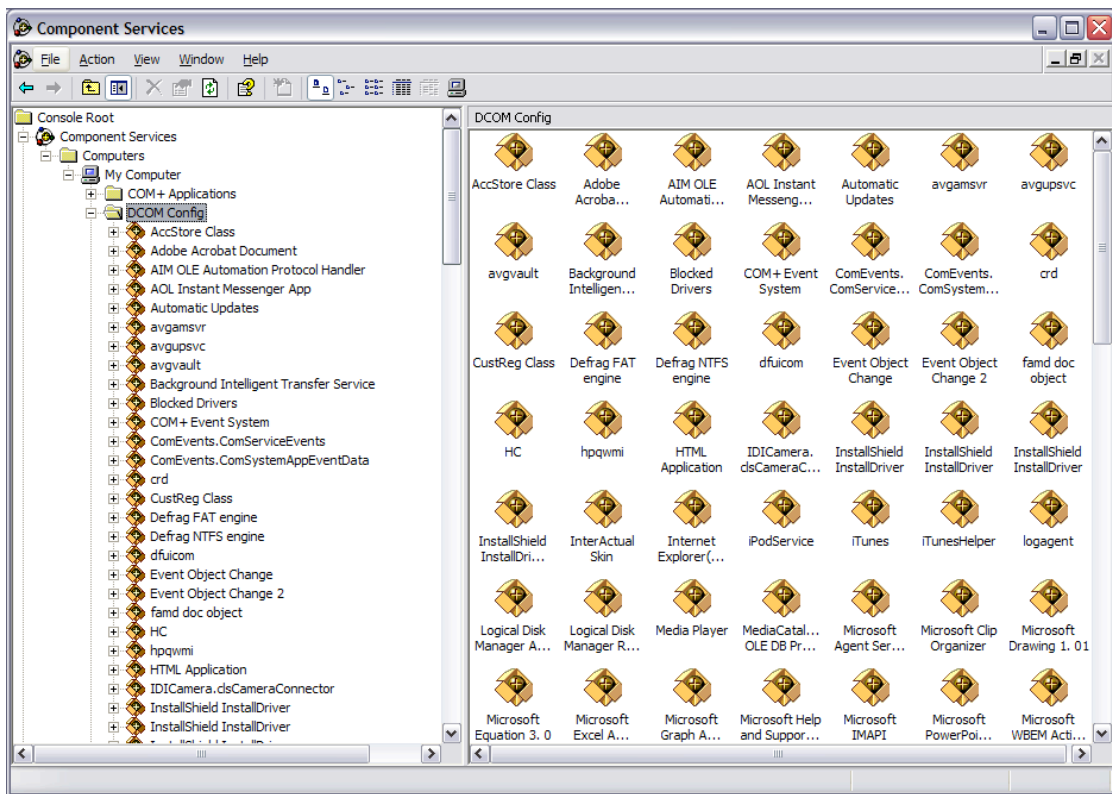 Component Services
File Action View Window Help
Console Root
Component Services
Computers
My Computer
COM+ Applications
DCOM Config
AccStore Class
Adobe Acrobat Document
AIM OLE Automation Protocol Handler
AOL Instant Messenger App
Automatic Updates
avgamsvr
avgupsvc
avgvault
Background Intelligent Transfer Service
Blocked Drivers
COM+ Event System
ComEvents.ComServiceEvents
ComEvents.ComSystemAppEventData
crd
CustReg Class
Defrag FAT engine
Defrag NTFS engine
dfuicom
Event Object Change
Event Object Change 2
famd doc object
HC
hpqwmi
HTML Application
IDICamera.clsCameraConnector
InstallShield InstallDriver
InstallShield InstallDriver
DCOM Config
AccStore Class
Adobe
Acroba...
AIM OLE
Automati...
AOL Instant
Messeng...
Automatic
Updates
avgamsvr
avgupsvc
avgvault
Background
Intelligen...
Blocked
Drivers
COM+ Event
System
ComEvents.
ComService...
ComEvents.
ComSystem...
crd
CustReg Class
Defrag FAT
engine
Defrag NTFS
engine
dfuicom
Event Object
Change
Event Object
Change 2
famd doc
object
HC
hpqwmi
HTML
Application
IDICamera.
clsCameraC...
InstallShield
InstallDriver
InstallShield
InstallDriver
InstallShield
InstallDriver
InstallShield
InstallDri...
InterActual
Skin
Internet
Explorer(...
iPodService
iTunes
iTunesHelper
logagent
Logical Disk
Manager A...
Logical Disk
Manager R...
Media Player
MediaCatal...
OLE DB Pr...
Microsoft
Agent Ser...
Microsoft Clip
Organizer
Microsoft
Drawing 1. 01
Microsoft
Equation 3. 0
Microsoft
Excel A...
Microsoft
Graph A...
Microsoft Help
and Suppor...
Microsoft
IMAPI
Microsoft
PowerPoi...
Microsoft
WBEM Acti...